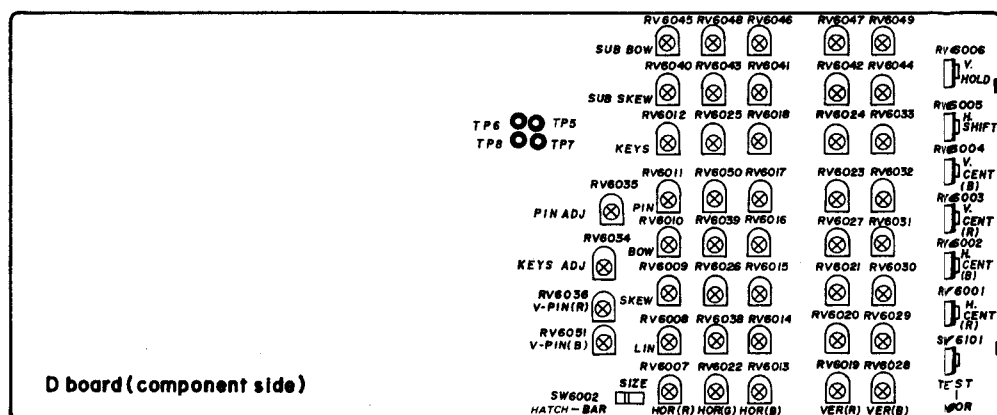 RV6045 RV6048 RV6046 RV6047 RV6049
SUB BOW
RV6006
V.
HOLD
RV6040 RV6043 RV6041 RV6042 RV6044
SUB SKEW
RV6005
H.
SHIFT
RV6012 RV6025 RV6018 RV6024 RV6033
TP6 TP5
TP8 TP7
KEYS
RV6004
V.
CENT
(B)
RV6011 RV6050 RV6017 RV6023 RV6032
RV6035
PIN ADJ
PIN
RV6003
V.
CENT
(R)
RV6010 RV6039 RV6016 RV6027 RV6031
RV6034
BOW
KEYS ADJ
RV6002
H.
CENT
(B)
RV6009 RV6026 RV6015 RV6021 RV6030
RV6036
V-PIN(R)
SKEW
RV6001
H.
CENT
(R)
RV6008 RV6038 RV6014 RV6020 RV6029
RV6051
V-PIN(B)
LIN
SW6101
RV6007 RV6022 RV6013 RV6019 RV6028
D board (component side)
SW6002
HATCH-BAR
SIZE
HOR(R) HOR(G) HOR(B) VER(R) VER(B)
TEST